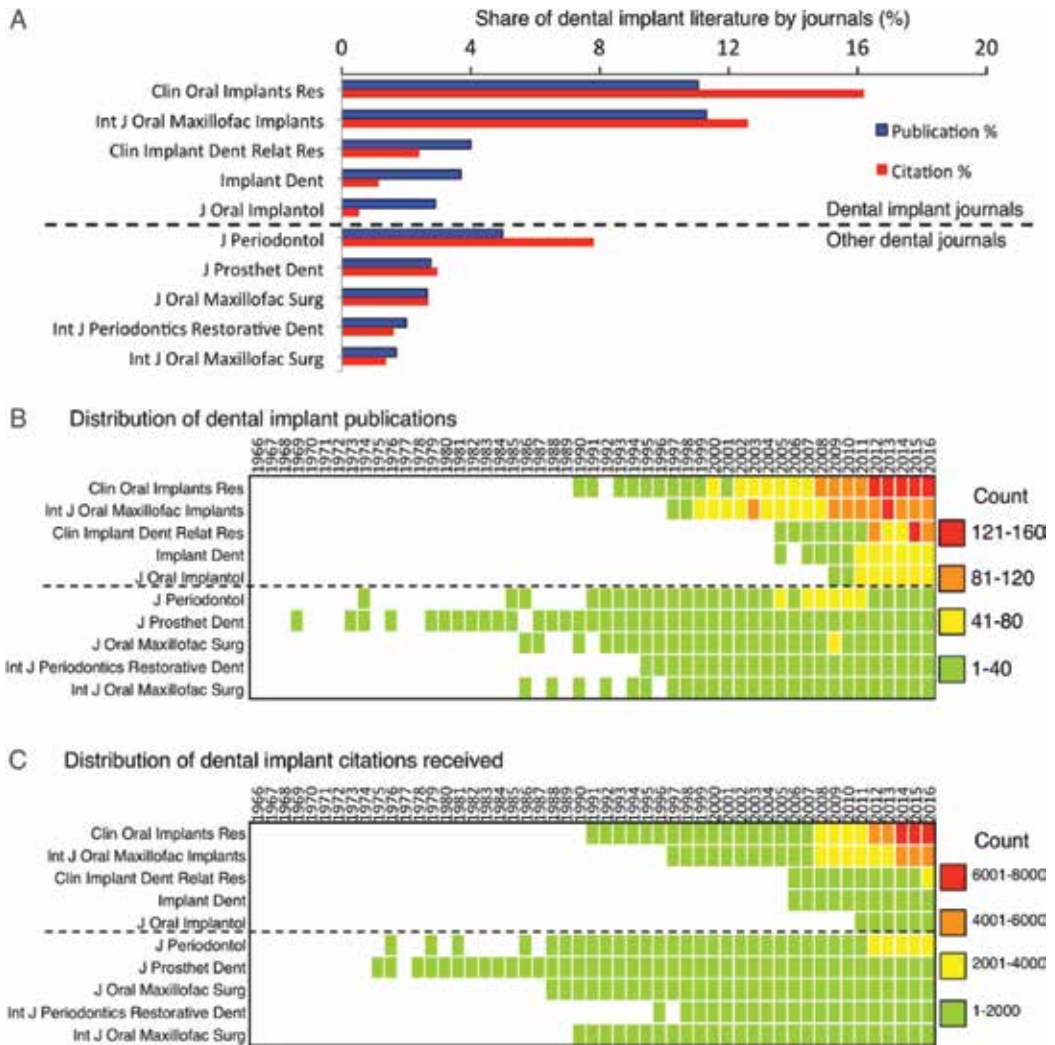 A
Share of dental implant literature by journals (%)
0 4 8 12 16 20
Clin Oral Implants Res
Int J Oral Maxillofac Implants
Clin Implant Dent Relat Res
Implant Dent
J Oral Implantol
J Periodontol
J Prosthet Dent
J Oral Maxillofac Surg
Int J Periodontics Restorative Dent
Int J Oral Maxillofac Surg
Publication %
Citation %
Dental implant journals
Other dental journals
B Distribution of dental implant publications
1966 1967 1968 1969 1970 1971 1972 1973 1974 1975 1976 1977 1978 1979 1980 1981 1982 1983 1984 1985 1986 1987 1988 1989 1990 1991 1992 1993 1994 1995 1996 1997 1998 1999 2000 2001 2002 2003 2004 2005 2006 2007 2008 2009 2010 2011 2012 2013 2014 2015 2016
Clin Oral Implants Res
Int J Oral Maxillofac Implants
Clin Implant Dent Relat Res
Implant Dent
J Oral Implantol
J Periodontol
J Prosthet Dent
J Oral Maxillofac Surg
Int J Periodontics Restorative Dent
Int J Oral Maxillofac Surg
Count
121-160
81-120
41-80
1-40
C Distribution of dental implant citations received
1966 1967 1968 1969 1970 1971 1972 1973 1974 1975 1976 1977 1978 1979 1980 1981 1982 1983 1984 1985 1986 1987 1988 1989 1990 1991 1992 1993 1994 1995 1996 1997 1998 1999 2000 2001 2002 2003 2004 2005 2006 2007 2008 2009 2010 2011 2012 2013 2014 2015 2016
Clin Oral Implants Res
Int J Oral Maxillofac Implants
Clin Implant Dent Relat Res
Implant Dent
J Oral Implantol
J Periodontol
J Prosthet Dent
J Oral Maxillofac Surg
Int J Periodontics Restorative Dent
Int J Oral Maxillofac Surg
Count
6001-8000
4001-6000
2001-4000
1-2000